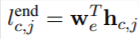 $l_{c,j}^{\text{end}} = \mathbf{w}_e^T \mathbf{h}_{c,j}$